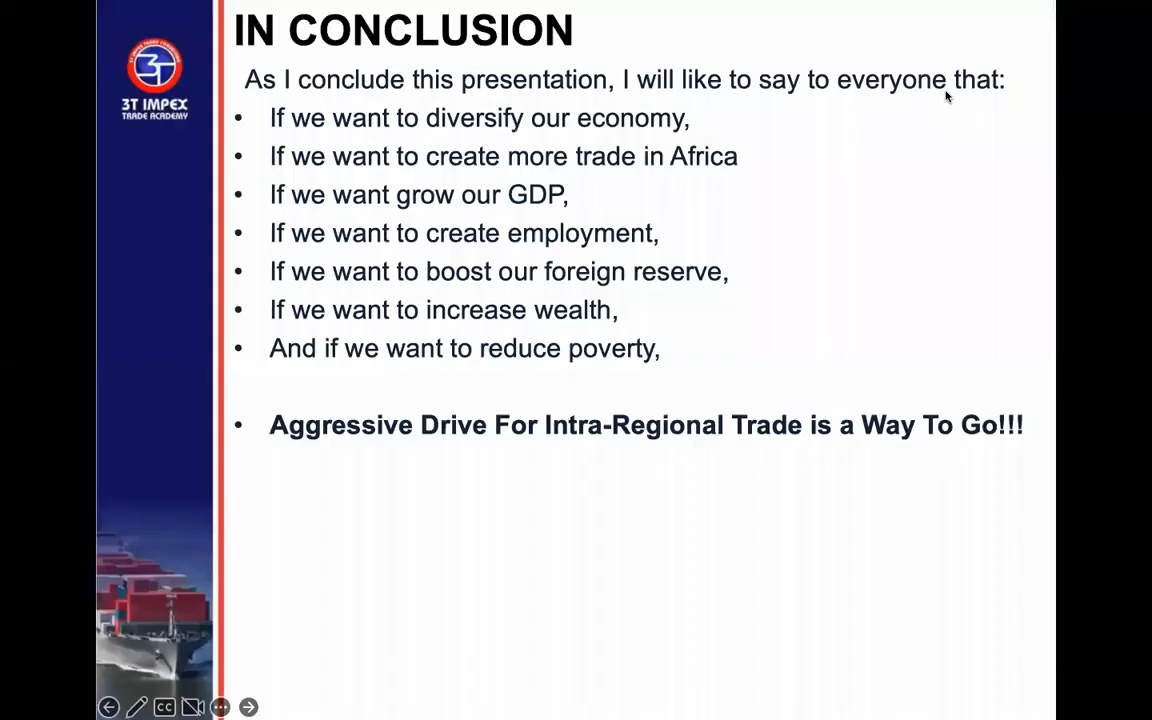 IN CONCLUSION
As I conclude this presentation, I will like to say to everyone that:
• If we want to diversify our economy,
• If we want to create more trade in Africa
• If we want grow our GDP,
• If we want to create employment,
• If we want to boost our foreign reserve,
• If we want to increase wealth,
• And if we want to reduce poverty,
• Aggressive Drive For Intra-Regional Trade is a Way To Go!!!
3T IMPEX
TRADE ACADEMY
CC